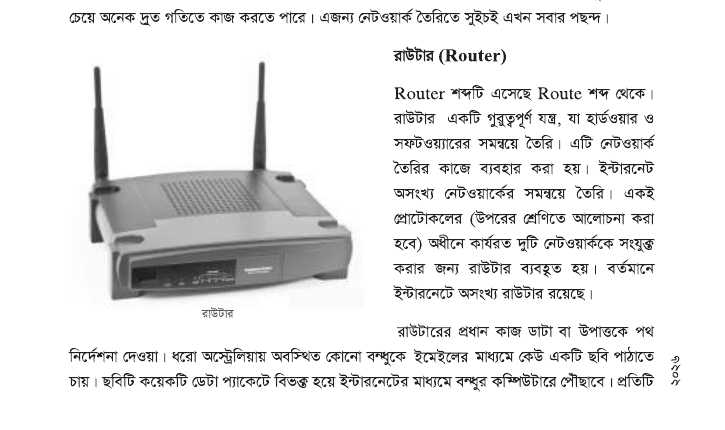 চেয়ে অনেক দ্রুত গতিতে কাজ করতে পারে। এজন্য নেটওয়ার্ক তৈরিতে সুইচই এখন সবার পছন্দ।
রাউটার (Router)
Router শব্দটি এসেছে Route শব্দ থেকে।
রাউটার একটি গুরুত্বপূর্ণ যন্ত্র, যা হার্ডওয়ার ও
সফটওয়্যারের সমন্বয়ে তৈরি। এটি নেটওয়ার্ক
তৈরির কাজে ব্যবহার করা হয়। ইন্টারনেট
অসংখ্য নেটওয়ার্কের সমন্বয়ে তৈরি। একই
প্রোটোকলের (উপরের শ্রেণিতে আলোচনা করা
হবে) অধীনে কার্যরত দুটি নেটওয়ার্ককে সংযুক্ত
করার জন্য রাউটার ব্যবহৃত হয়। বর্তমানে
ইন্টারনেটে অসংখ্য রাউটার রয়েছে।
রাউটার
রাউটারের প্রধান কাজ ডাটা বা উপাত্তকে পথ
নির্দেশনা দেওয়া। ধরো অস্ট্রেলিয়ায় অবস্থিত কোনো বন্ধুকে ইমেইলের মাধ্যমে কেউ একটি ছবি পাঠাতে
চায়। ছবিটি কয়েকটি ডেটা প্যাকেটে বিভক্ত হয়ে ইন্টারনেটের মাধ্যমে বন্ধুর কম্পিউটারে পৌঁছাবে। প্রতিটি
২০২৬